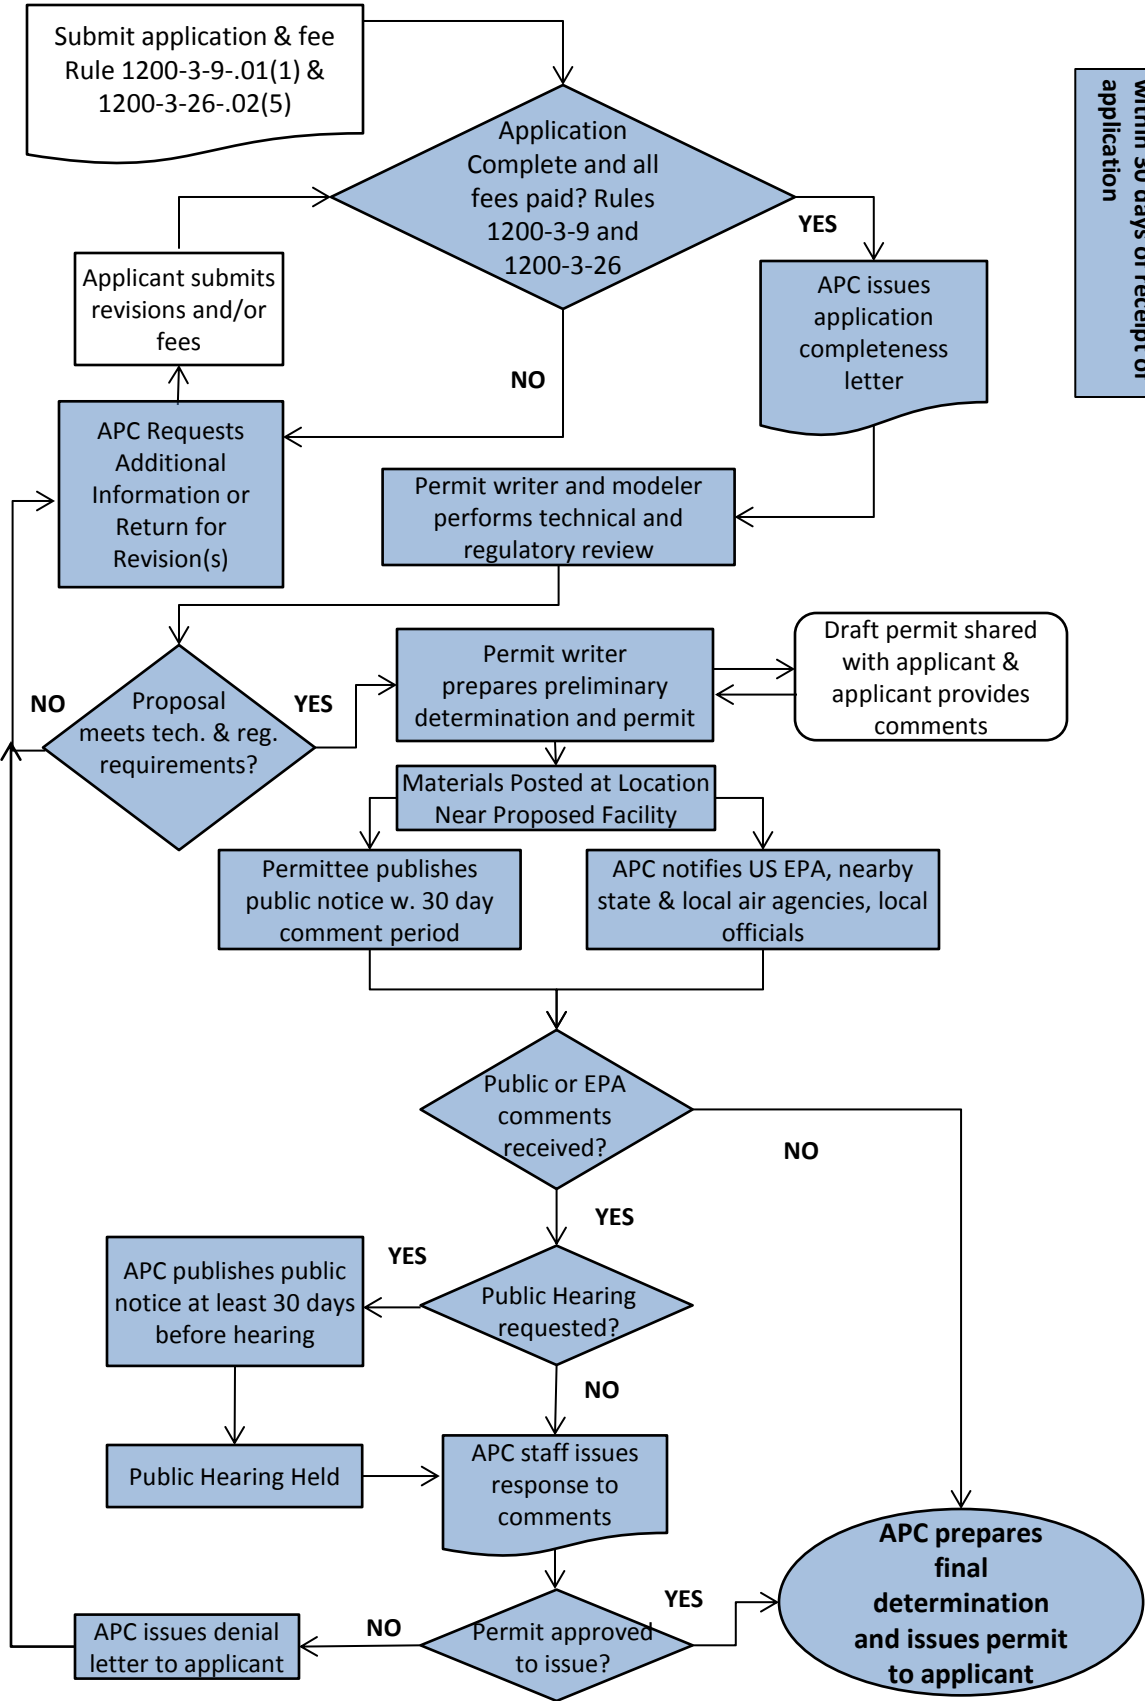 Submit application & fee
Rule 1200-3-9-.01(1) &
1200-3-26-.02(5)
Application
Complete and all
fees paid? Rules
1200-3-9 and
1200-3-26
YES
NO
within 30 days of receipt of
application
Applicant submits
revisions and/or
fees
APC issues
application
completeness
letter
APC Requests
Additional
Information or
Return for
Revision(s)
Permit writer and modeler
performs technical and
regulatory review
NO
Proposal
meets tech. & reg.
requirements?
YES
Permit writer
prepares preliminary
determination and permit
Draft permit shared
with applicant &
applicant provides
comments
Materials Posted at Location
Near Proposed Facility
Permittee publishes
public notice w. 30 day
comment period
APC notifies US EPA, nearby
state & local air agencies, local
officials
Public or EPA
comments
received?
NO
YES
APC publishes public
notice at least 30 days
before hearing
YES
Public Hearing
requested?
NO
Public Hearing Held
APC staff issues
response to
comments
APC prepares
final
determination
and issues permit
to applicant
APC issues denial
letter to applicant
NO
Permit approved
to issue?
YES